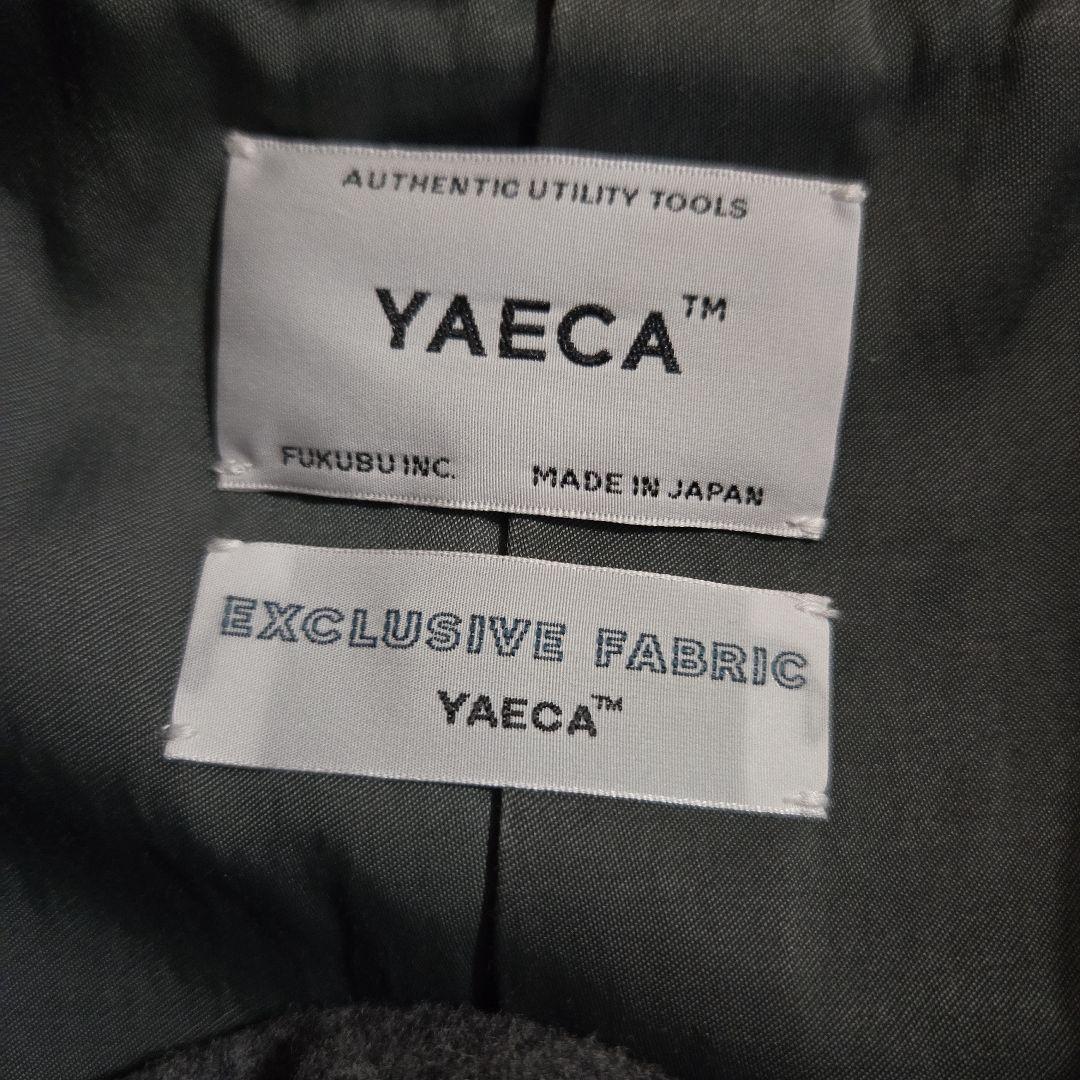 AUTHENTIC UTILITY TOOLS
YAECA™
FUKUBU INC. MADE IN JAPAN
EXCLUSIVE FABRIC
YAECA™